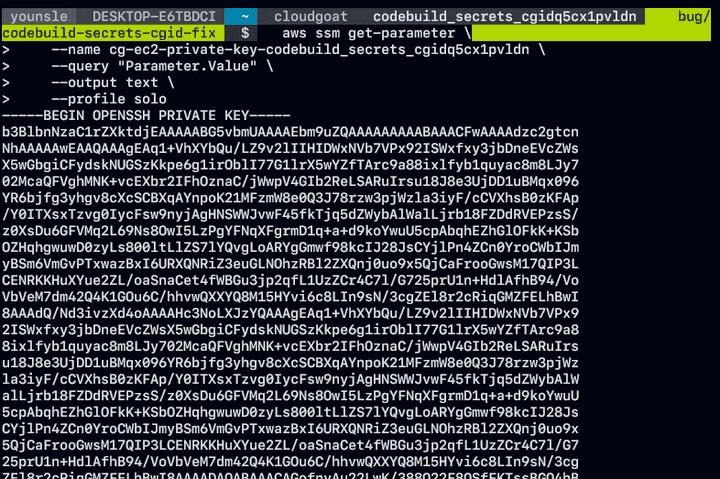 younsle DESKTOP-E6TBDCI ~ cloudgoat codebuild_secrets_cgidq5cx1pvldn bug/
codebuild-secrets-cgid-fix $ aws ssm get-parameter \
> --name cg-ec2-private-key-codebuild_secrets_cgidq5cx1pvldn \
> --query "Parameter.Value" \
> --output text \
> --profile solo
-----BEGIN OPENSSH PRIVATE KEY-----
b3BlbnNzaC1rZXktdjEAAAAABG5vbmUAAAAEbm9uZQAAAAAAAAABAAACFwAAAAdzc2gtcn
NhAAAAAwEAAQAAAgEAq1+VhXYbQu/LZ9v2lIIHIDWxNVb7VPx92ISWxfxy3jbDneEVcZWs
X5wGbgiCFydskNUGSzKkpe6g1irOblI77G1lrX5wYZfTArc9a88ixlfyb1quyac8m8LJy7
02McaQFVghMNK+vcEXbr2IFhOznaC/jWwpV4GIb2ReLSARuIrsu18J8e3UjDD1uBMqx096
YR6bjfg3yhgv8cXcSCBXqAYnpoK21MFzmW8e0Q3J78rzw3pjWzla3iyF/cCVXhsB0zKFAp
/Y0ITXsxTzvg0IycFsw9nyjAgHNSWWJvwF45fkTjq5dZWybAlWalLjrb18FZDdRVEPzsS/
z0XsDu6GFVMq2L69Ns8OwI5LzPgYFNqXFgrmD1q+a+d9koYwuU5cpAbqhEZhGlOFkK+KSb
OZHqhgwuwD0zyLs800ltLlZS7lYQvgLoARYgGmwf98kcIJ28JsCYjlPn4ZCn0YroCWbIJm
yBSm6VmGvPTxwazBxI6URXQNRiZ3euGLNOhzRBl2ZXQnj0uo9x5QjCaFrooGwsM17QIP3L
CENRKKHuXYue2ZL/oaSnaCet4fWBGu3jp2qfL1UzZCr4C7l/G725prU1n+HdlAfhB94/Vo
VbVeM7dm42Q4K1GOu6C/hhvwQXXYQ8M15HYvi6c8LIn9sN/3cgZEl8r2cRiqGMZFELhBwI
8AAAdQ/Nd3ivzXd4oAAAAHc3NoLXJzYQAAAgEAq1+VhXYbQu/LZ9v2lIIHIDWxNVb7VPx9
2ISWxfxy3jbDneEVcZWsX5wGbgiCFydskNUGSzKkpe6g1irOblI77G1lrX5wYZfTArc9a8
8ixlfyb1quyac8m8LJy702McaQFVghMNK+vcEXbr2IFhOznaC/jWwpV4GIb2ReLSARuIrs
u18J8e3UjDD1uBMqx096YR6bjfg3yhgv8cXcSCBXqAYnpoK21MFzmW8e0Q3J78rzw3pjWz
la3iyF/cCVXhsB0zKFAp/Y0ITXsxTzvg0IycFsw9nyjAgHNSWWJvwF45fkTjq5dZWybAlW
alLjrb18FZDdRVEPzsS/z0XsDu6GFVMq2L69Ns8OwI5LzPgYFNqXFgrmD1q+a+d9koYwuU
5cpAbqhEZhGlOFkK+KSbOZHqhgwuwD0zyLs800ltLlZS7lYQvgLoARYgGmwf98kcIJ28Js
CYjlPn4ZCn0YroCWbIJmyBSm6VmGvPTxwazBxI6URXQNRiZ3euGLNOhzRBl2ZXQnj0uo9x
5QjCaFrooGwsM17QIP3LCENRKKHuXYue2ZL/oaSnaCet4fWBGu3jp2qfL1UzZCr4C7l/G7
25prU1n+HdlAfhB94/VoVbVeM7dm42Q4K1GOu6C/hhvwQXXYQ8M15HYvi6c8LIn9sN/3cg